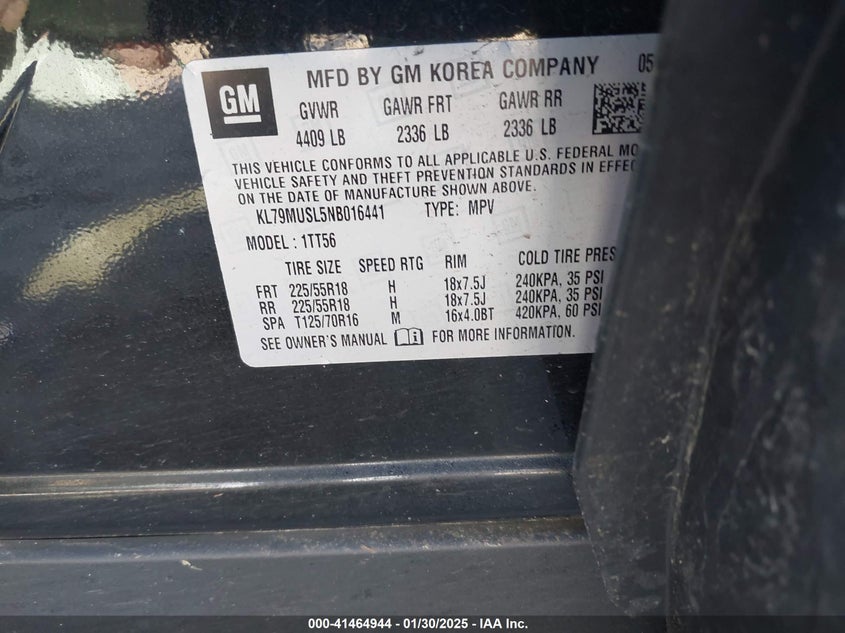 GM
MFD BY GM KOREA COMPANY 05
GVWR GAWR FRT GAWR RR
4409 LB 2336 LB 2336 LB
THIS VEHICLE CONFORMS TO ALL APPLICABLE U.S. FEDERAL MO
VEHICLE SAFETY AND THEFT PREVENTION STANDARDS IN EFFE
ON THE DATE OF MANUFACTURE SHOWN ABOVE.
KL79MUSL5NB016441 TYPE: MPV
MODEL : 1TT56
TIRE SIZE SPEED RTG RIM COLD TIRE PRES
FRT 225/55R18 H 18x7.5J 240KPA, 35 PSI
RR 225/55R18 H 18x7.5J 240KPA, 35 PSI
SPA T125/70R16 M 16x4.0BT 420KPA, 60 PSI
SEE OWNER'S MANUAL FOR MORE INFORMATION.
000-41464944 — 01/30/2025 — IAA Inc.